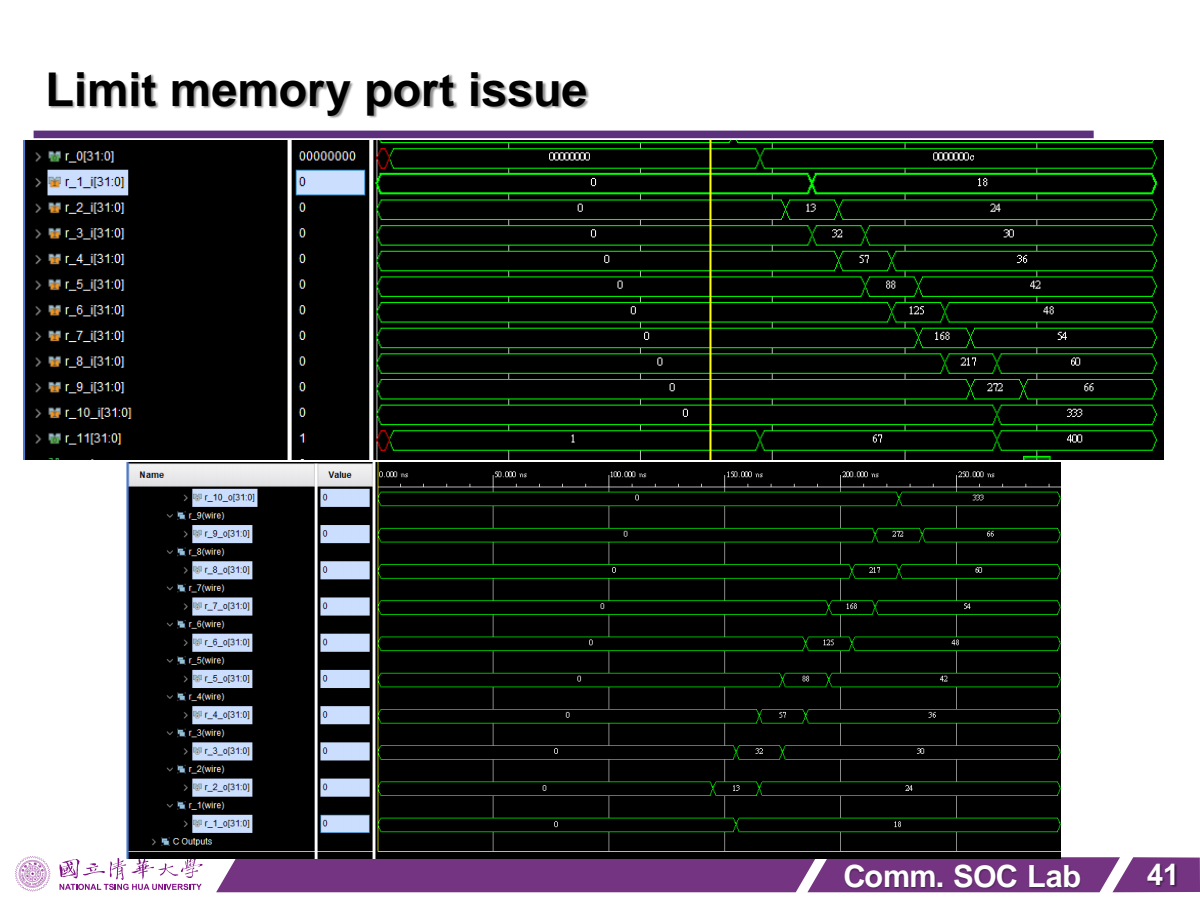 Limit memory port issue
r_0[31:0] 00000000 00000000 0000000c
r_1_i[31:0] 0 0 18
r_2_i[31:0] 0 0 13 24
r_3_i[31:0] 0 0 32 30
r_4_i[31:0] 0 0 57 36
r_5_i[31:0] 0 0 88 42
r_6_i[31:0] 0 0 125 48
r_7_i[31:0] 0 0 168 54
r_8_i[31:0] 0 0 217 60
r_9_i[31:0] 0 0 272 66
r_10_i[31:0] 0 0 333
r_11[31:0] 1 1 67 400
Name Value 0.000 ns 50.000 ns 100.000 ns 150.000 ns 200.000 ns 250.000 ns
r_10_o[31:0] 0 0 333
r_9(wire)
r_9_o[31:0] 0 0 272 66
r_8(wire)
r_8_o[31:0] 0 0 217 60
r_7(wire)
r_7_o[31:0] 0 0 168 54
r_6(wire)
r_6_o[31:0] 0 0 125 48
r_5(wire)
r_5_o[31:0] 0 0 88 42
r_4(wire)
r_4_o[31:0] 0 0 57 36
r_3(wire)
r_3_o[31:0] 0 0 32 30
r_2(wire)
r_2_o[31:0] 0 0 13 24
r_1(wire)
r_1_o[31:0] 0 0 18
C Outputs
國立清華大學
NATIONAL TSING HUA UNIVERSITY
Comm. SOC Lab
41